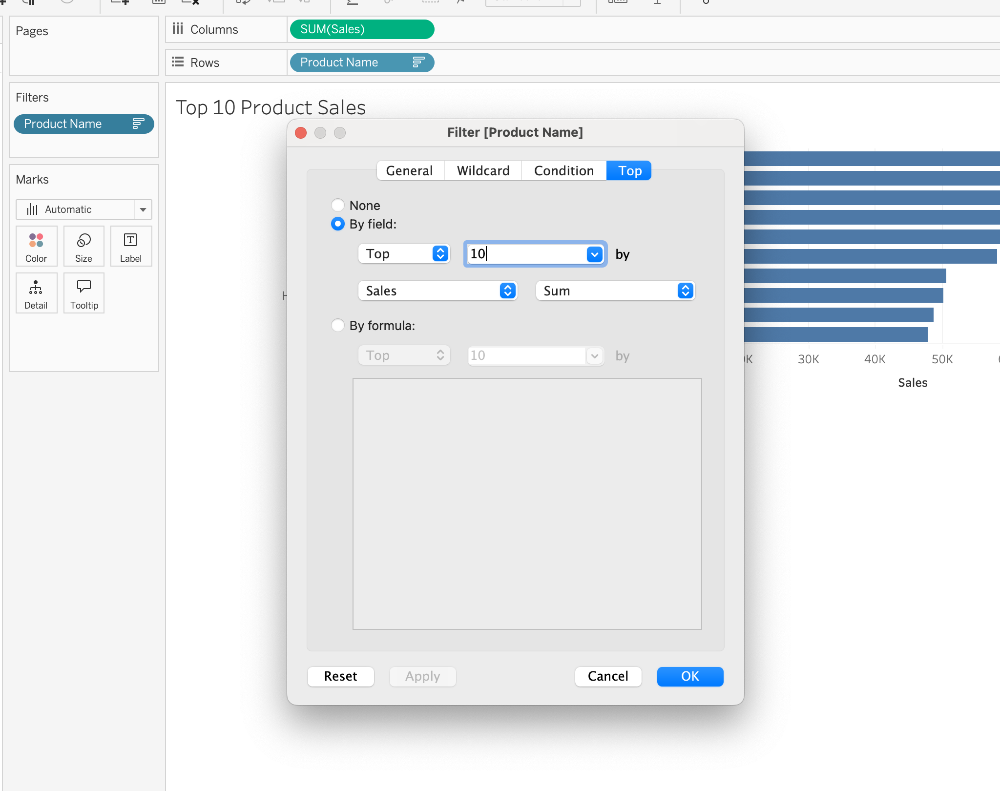 Pages
Columns
SUM(Sales)
Rows
Product Name
Filters
Product Name
Top 10 Product Sales
Marks
Automatic
Color
Size
Label
Detail
Tooltip
Filter [Product Name]
General
Wildcard
Condition
Top
None
By field:
Top
10
by
Sales
Sum
By formula:
Top
10
by
Reset
Apply
Cancel
OK
30K
40K
50K
Sales